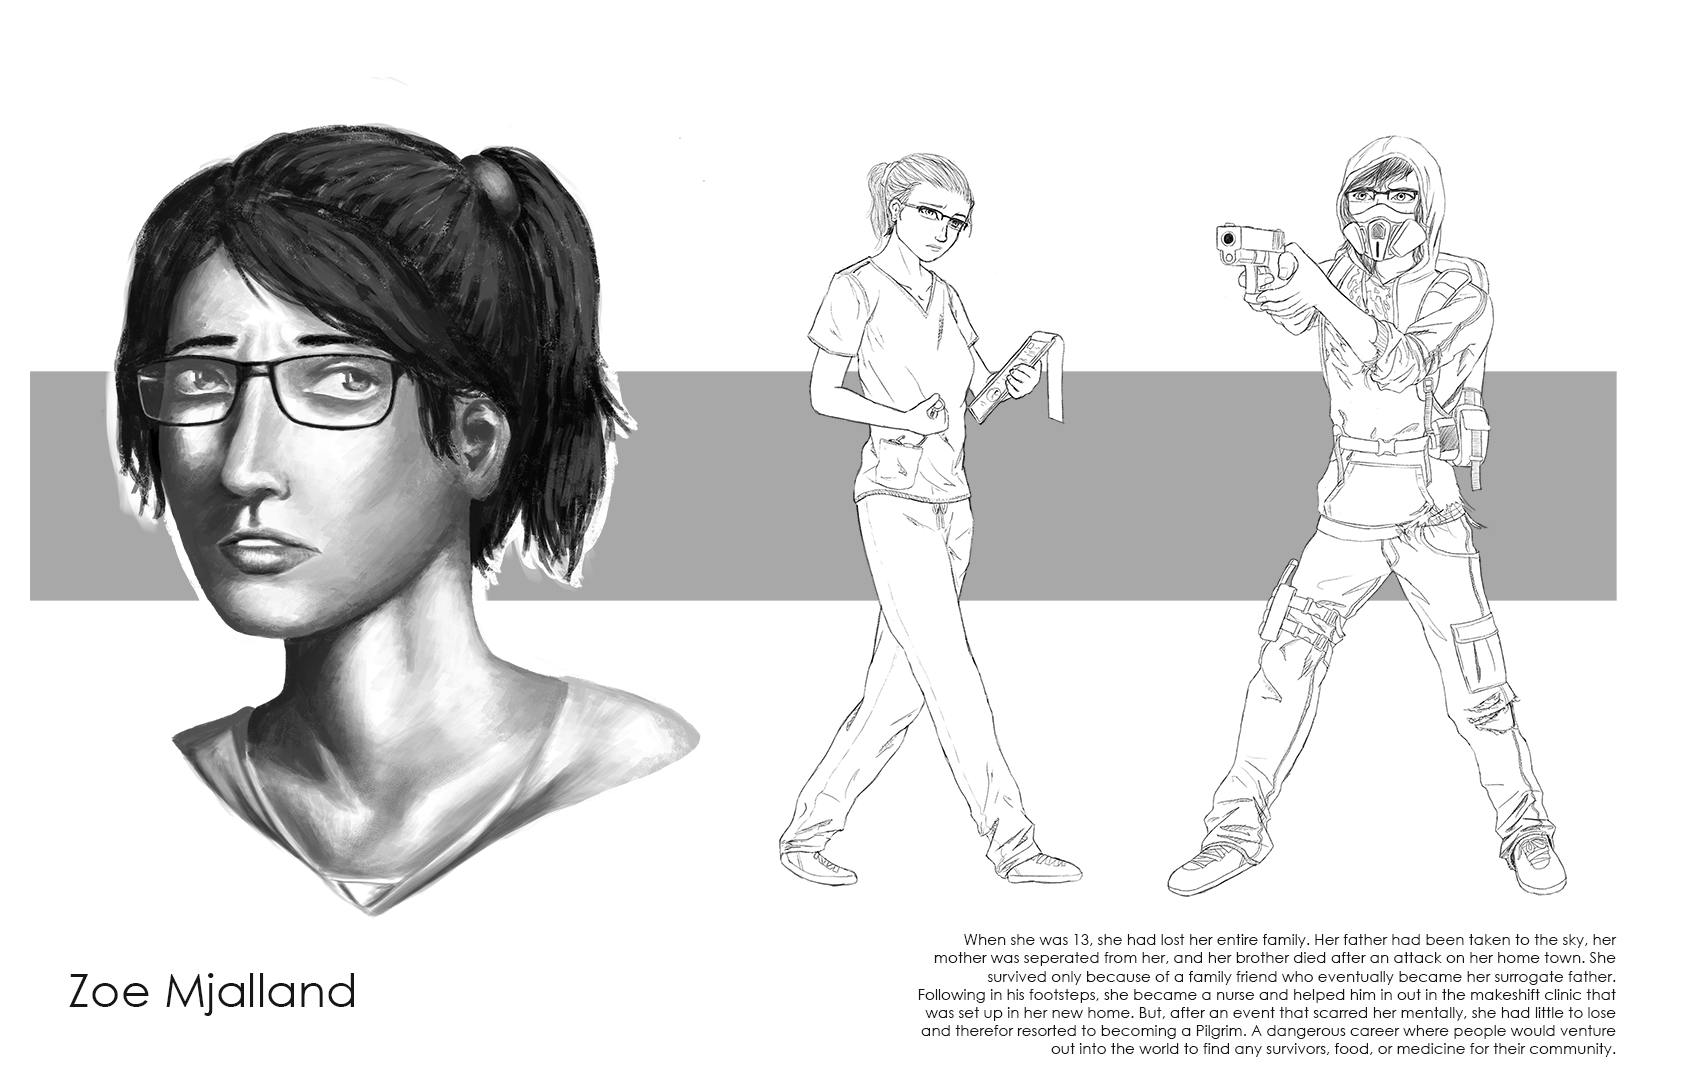 Zoe Mjalland
When she was 13, she had lost her entire family. Her father had been taken to the sky, her
mother was seperated from her, and her brother died after an attack on her home town. She
survived only because of a family friend who eventually became her surrogate father.
Following in his footsteps, she became a nurse and helped him in out in the makeshift clinic that
was set up in her new home. But, after an event that scarred her mentally, she had little to lose
and therefor resorted to becoming a Pilgrim. A dangerous career where people would venture
out into the world to find any survivors, food, or medicine for their community.